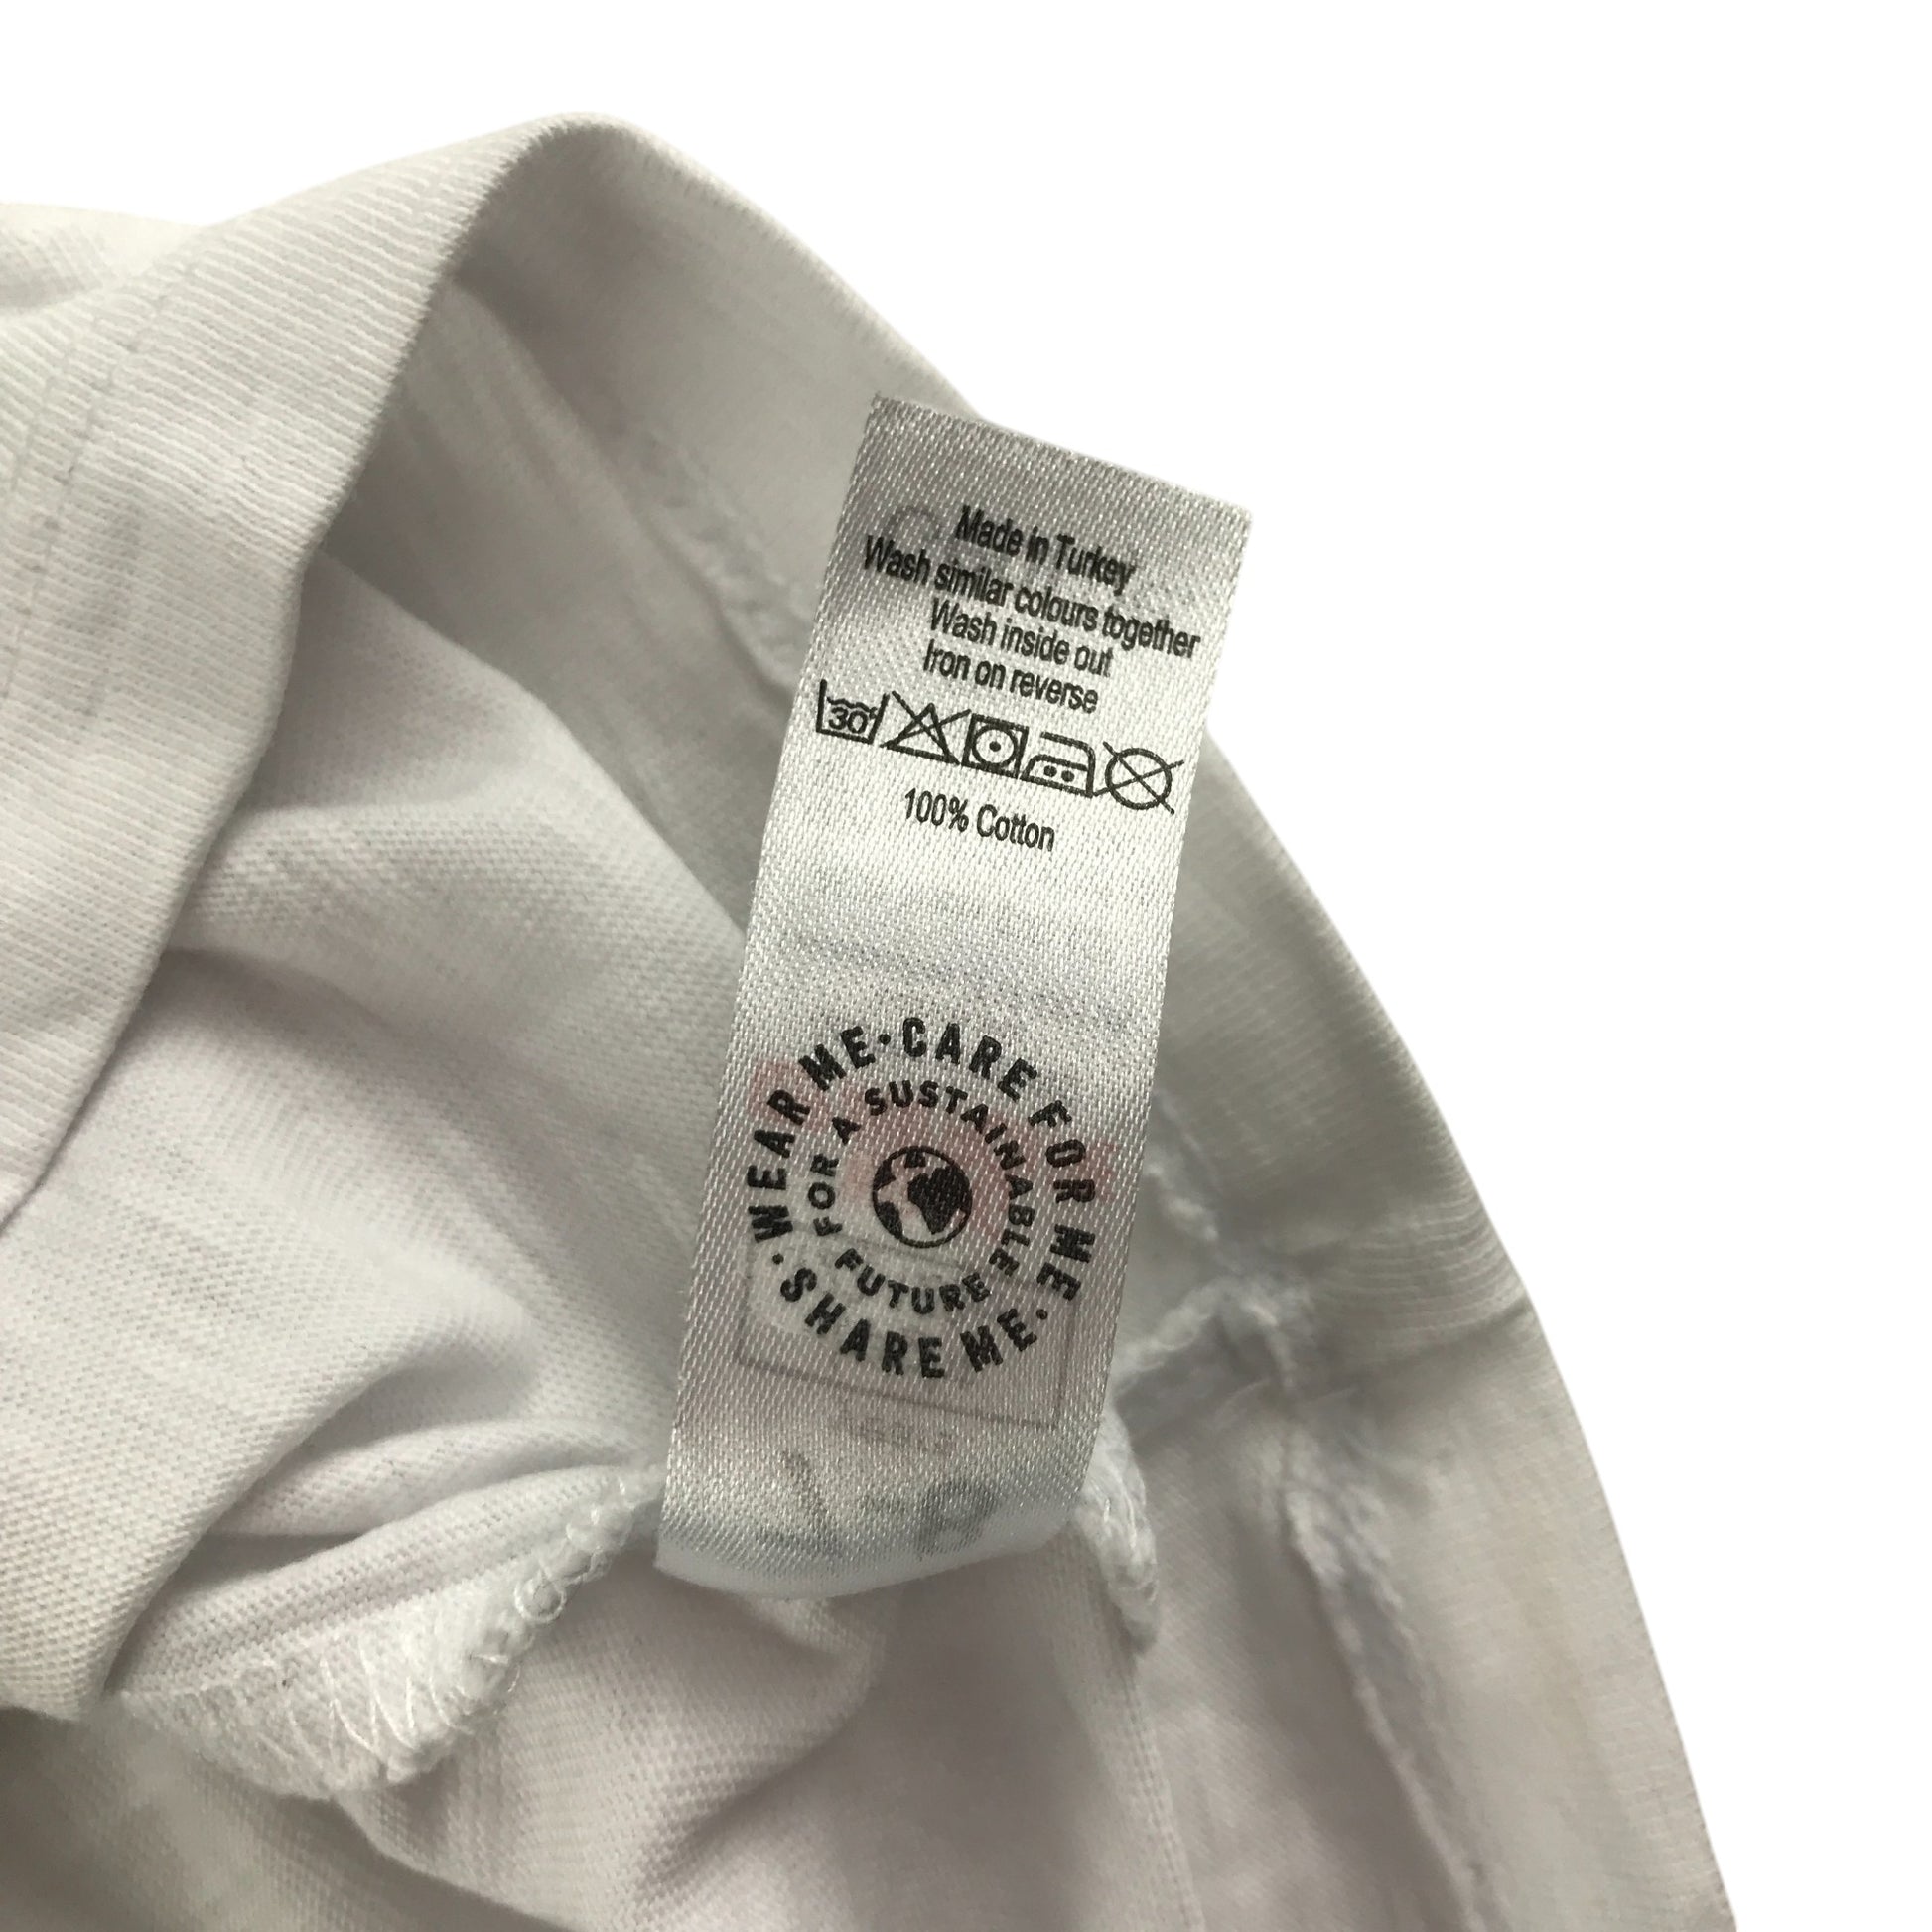 Made in Turkey
Wash similar colours together
Wash inside out
Iron on reverse
30
100% Cotton
WEAR ME · CARE FOR ME · SHARE ME ·
FOR A SUSTAINABLE FUTURE